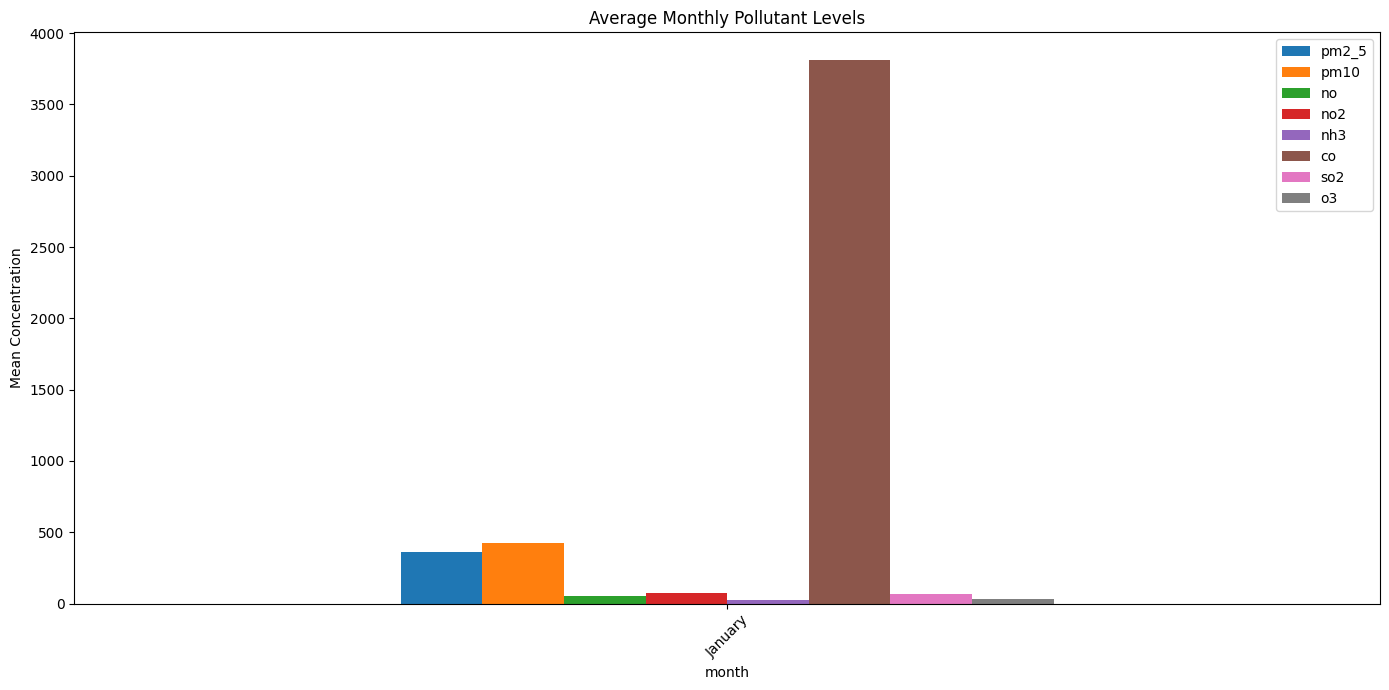 Average Monthly Pollutant Levels
4000
3500
3000
2500
2000
1500
1000
500
0
Mean Concentration
pm2_5
pm10
no
no2
nh3
co
so2
o3
January
month